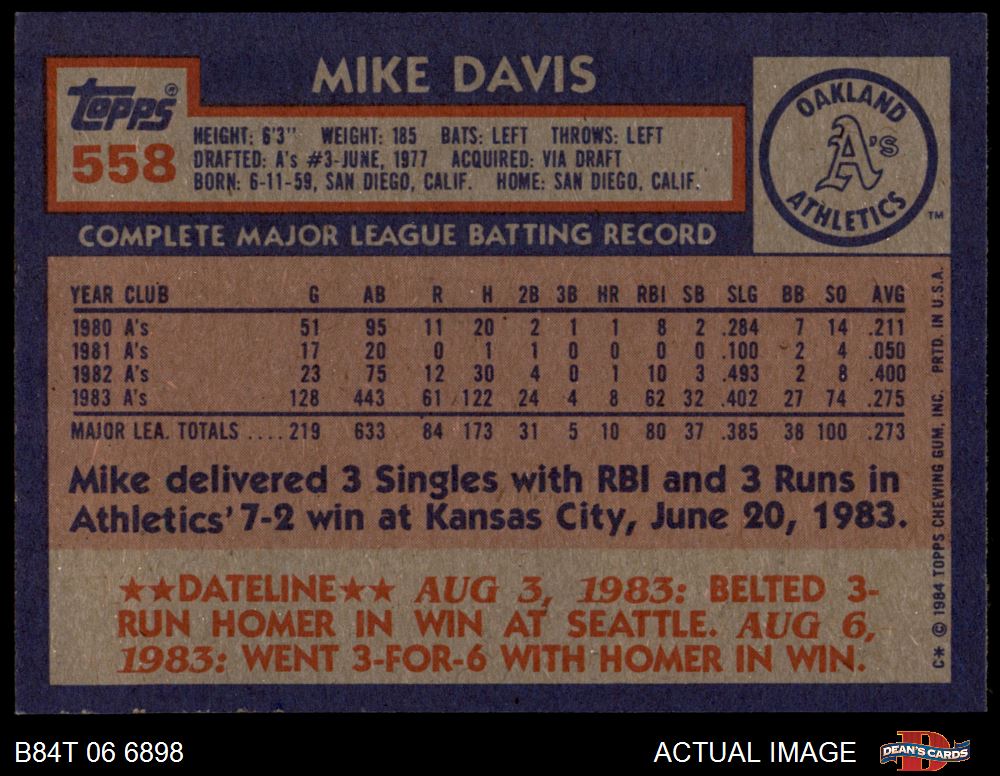 MIKE DAVIS
topps®
558
HEIGHT: 6'3" WEIGHT: 185 BATS: LEFT THROWS: LEFT
DRAFTED: A's #3-JUNE, 1977 ACQUIRED: VIA DRAFT
BORN: 6-11-59, SAN DIEGO, CALIF. HOME: SAN DIEGO, CALIF.
OAKLAND
A's
ATHLETICS
TM
COMPLETE MAJOR LEAGUE BATTING RECORD
YEAR CLUB G AB R H 2B 3B HR RBI SB SLG BB SO AVG
1980 A's 51 95 11 20 2 1 1 8 2 .284 7 14 .211
1981 A's 17 20 0 1 1 0 0 0 0 .100 2 4 .050
1982 A's 23 75 12 30 4 0 1 10 3 .493 2 8 .400
1983 A's 128 443 61 122 24 4 8 62 32 .402 27 74 .275
MAJOR LEA. TOTALS ....219 633 84 173 31 5 10 80 37 .385 38 100 .273
Mike delivered 3 Singles with RBI and 3 Runs in
Athletics' 7-2 win at Kansas City, June 20, 1983.
★★DATELINE★★ AUG 3, 1983: BELTED 3-
RUN HOMER IN WIN AT SEATTLE. AUG 6,
1983: WENT 3-FOR-6 WITH HOMER IN WIN.
C* © 1984 TOPPS CHEWING GUM, INC. PRTD. IN U.S.A.
B84T 06 6898
ACTUAL IMAGE
D
DEAN'S CARDS